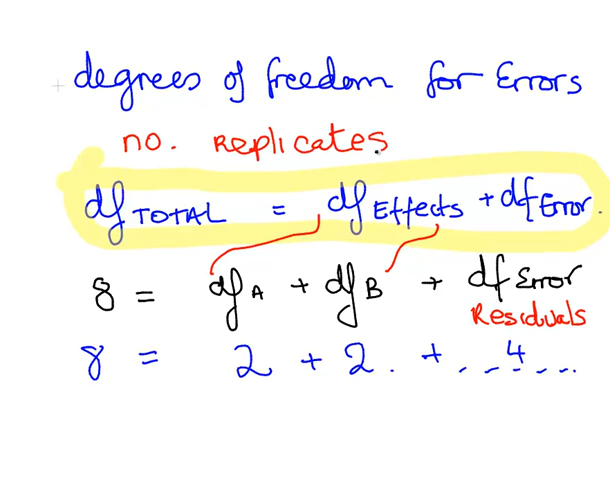 degrees of freedom for Errors
no. Replicates
df TOTAL = df Effects + df Error.
8 = df A + df B + df Error
Residuals
8 = 2 + 2. + 4